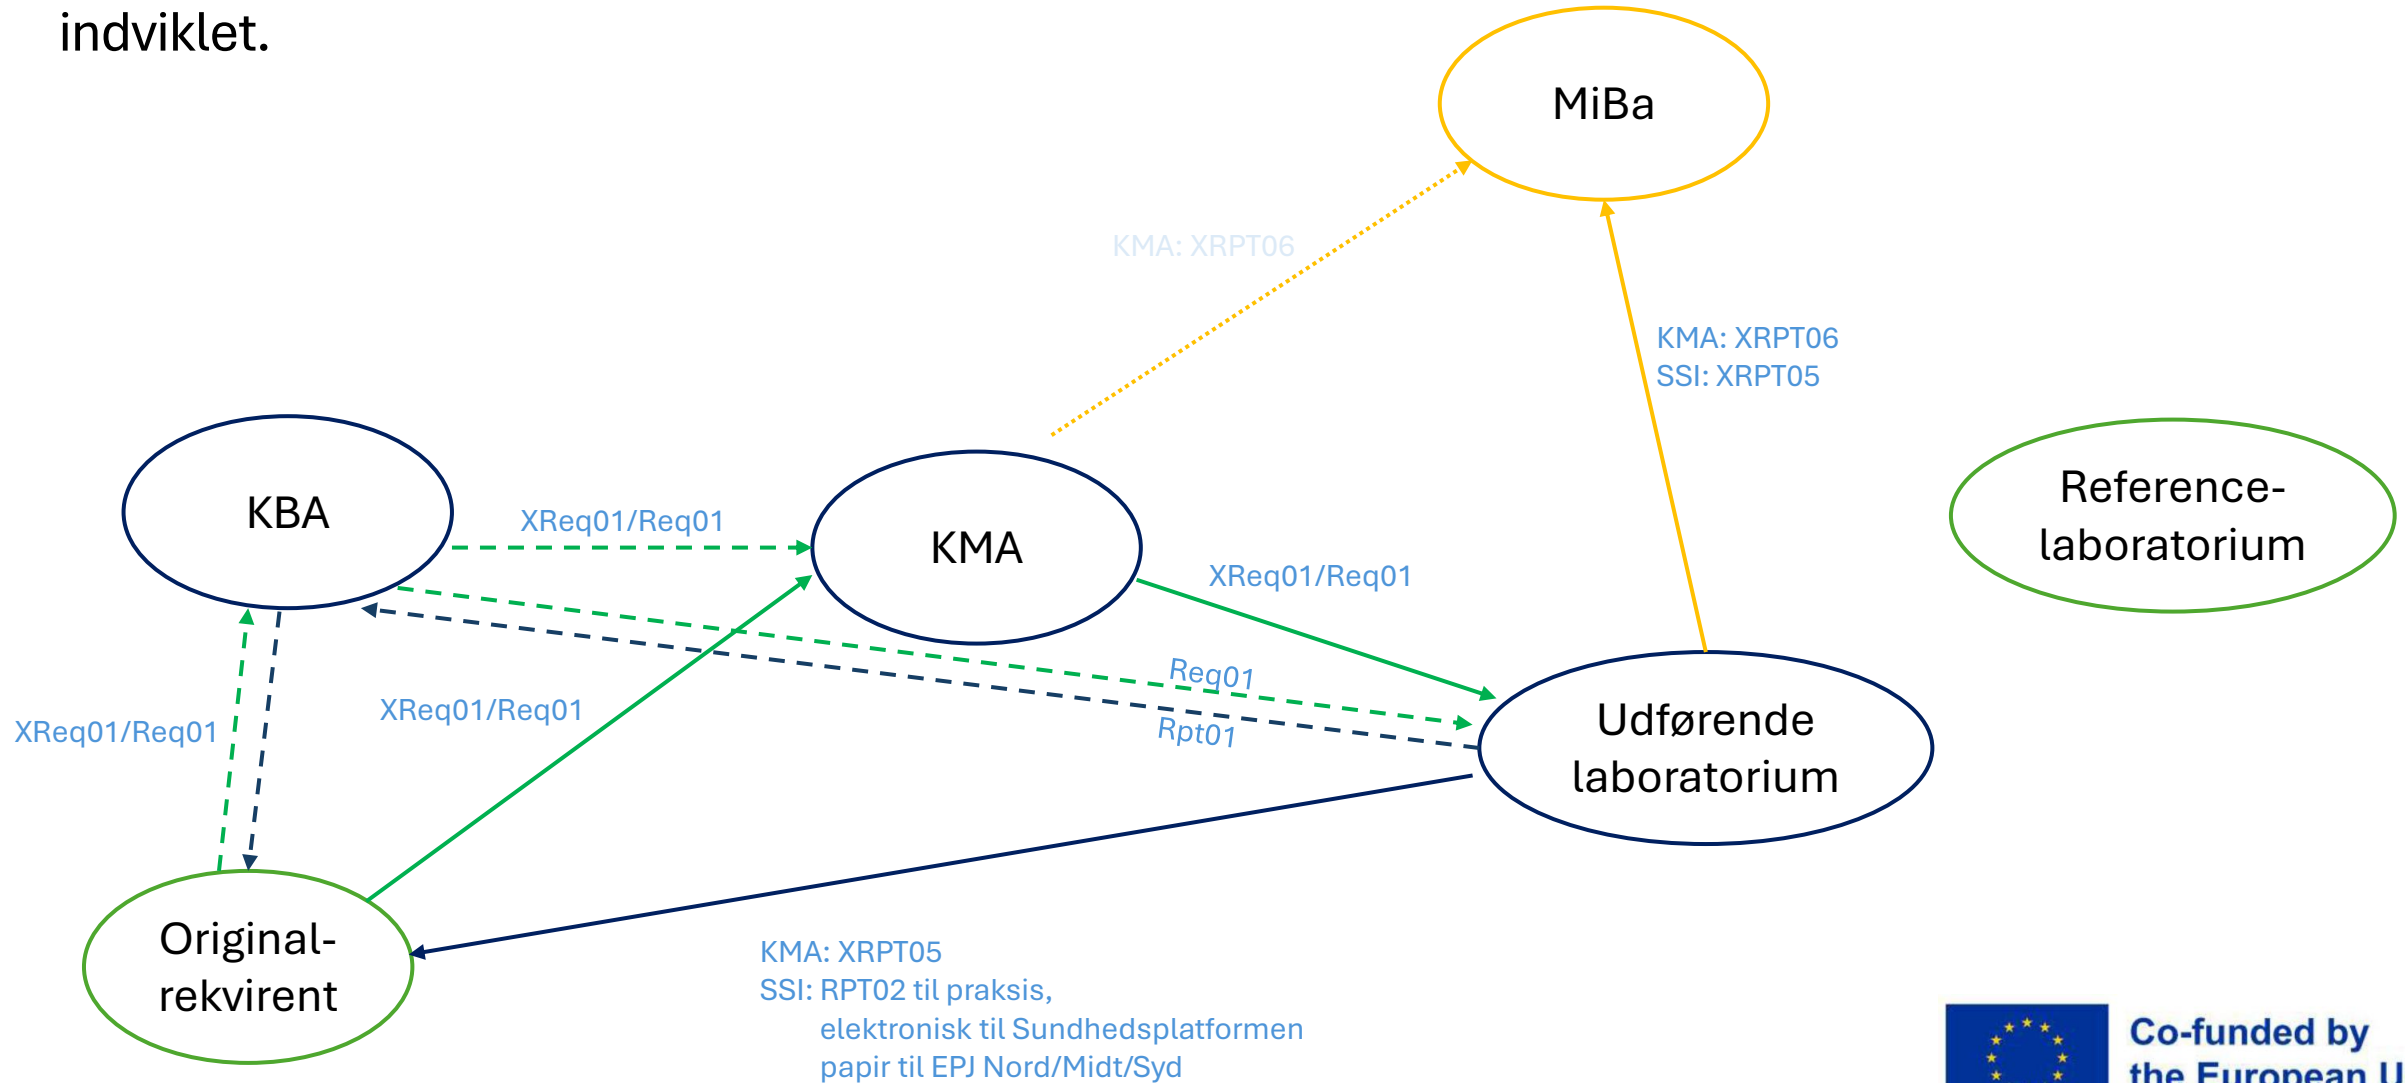 indviklet.
MiBa
KMA: XRPT06
KMA: XRPT06
SSI: XRPT05
KBA
XReq01/Req01
KMA
XReq01/Req01
Reference-
laboratorium
Req01
Rpt01
XReq01/Req01
XReq01/Req01
Udførende
laboratorium
Original-
rekvirent
KMA: XRPT05
SSI: RPT02 til praksis,
elektronisk til Sundhedsplatformen
papir til EPJ Nord/Midt/Syd
Co-funded by
the European U